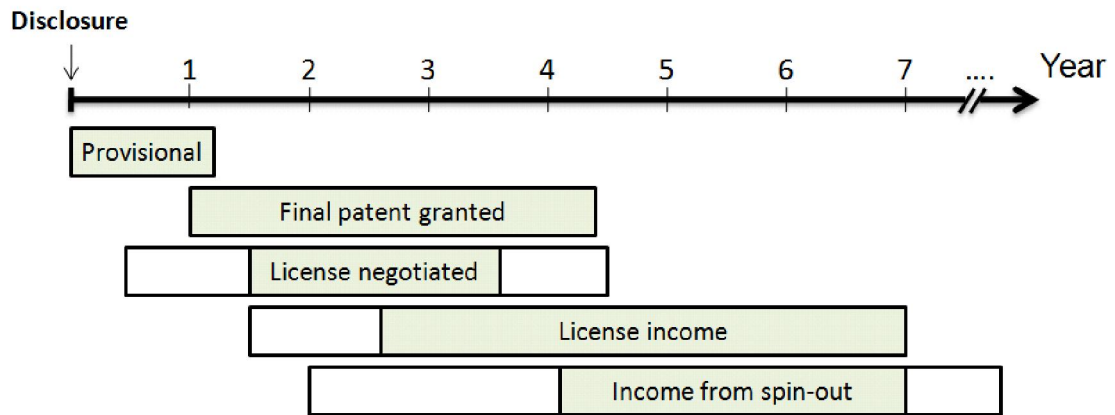 Disclosure
1 2 3 4 5 6 7 .... Year
Provisional
Final patent granted
License negotiated
License income
Income from spin-out